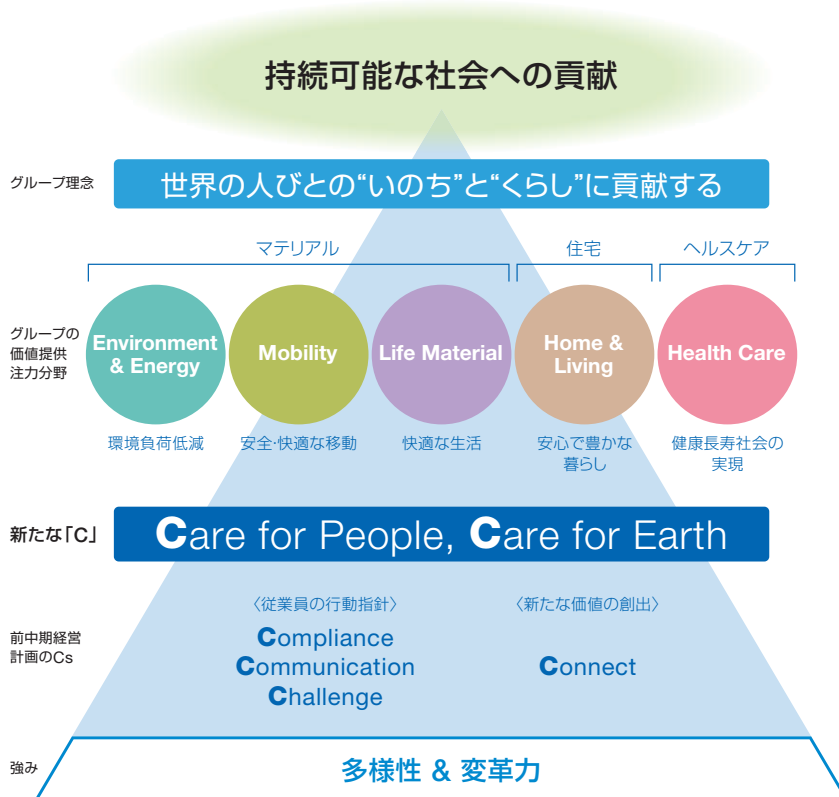 持続可能な社会への貢献
グループ理念
世界の人びとの“いのち”と“くらし”に貢献する
マテリアル
住宅
ヘルスケア
グループの
価値提供
注力分野
Environment
& Energy
Mobility
Life Material
Home &
Living
Health Care
環境負荷低減
安全・快適な移動
快適な生活
安心で豊かな
暮らし
健康長寿社会の
実現
新たな「C」
Care for People, Care for Earth
前中期経営
計画のCs
〈従業員の行動指針〉
Compliance
Communication
Challenge
〈新たな価値の創出〉
Connect
強み
多様性 & 変革力